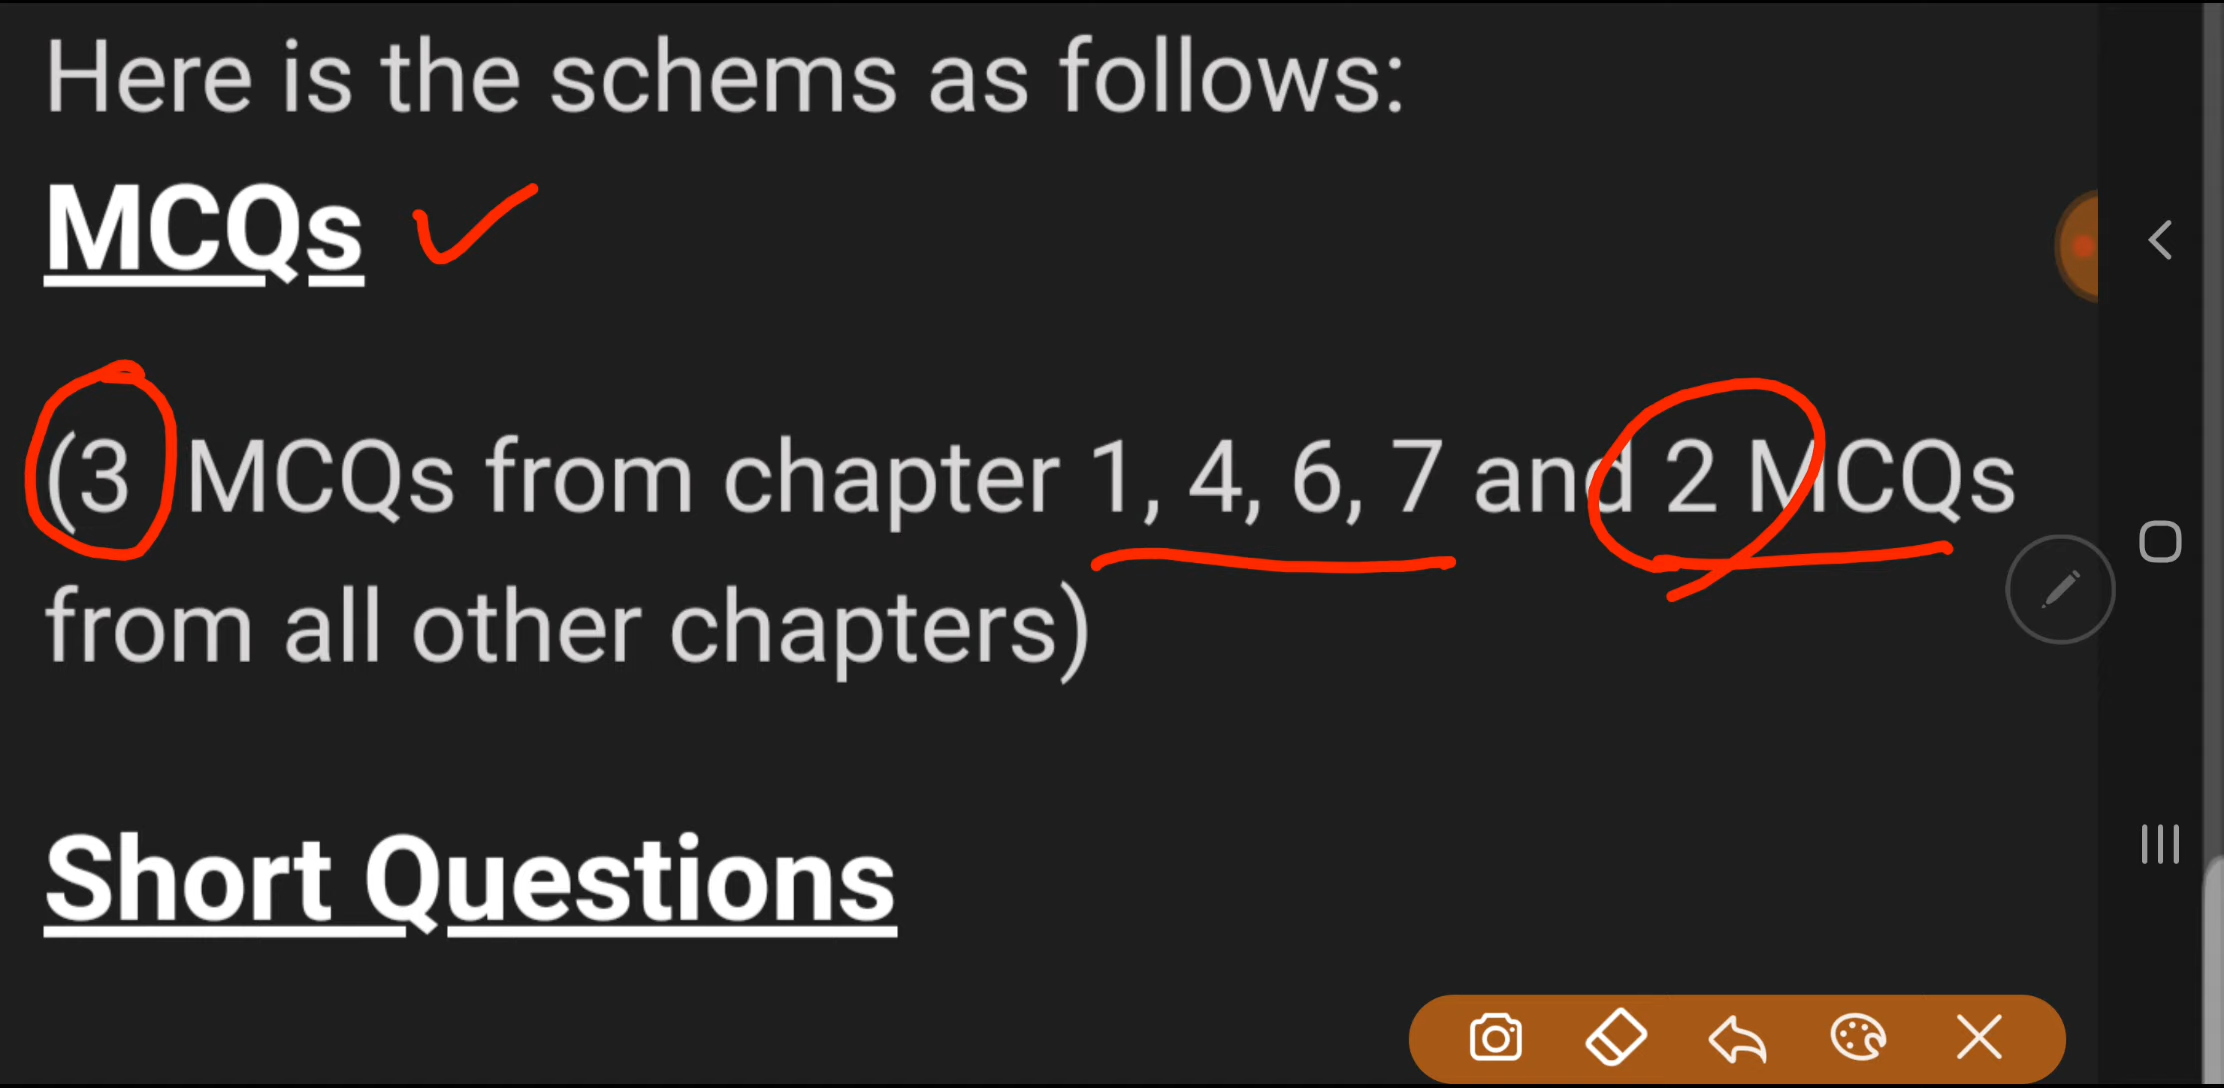 Here is the schems as follows:
MCQs
(3 MCQs from chapter 1, 4, 6, 7 and 2 MCQs
from all other chapters)
Short Questions